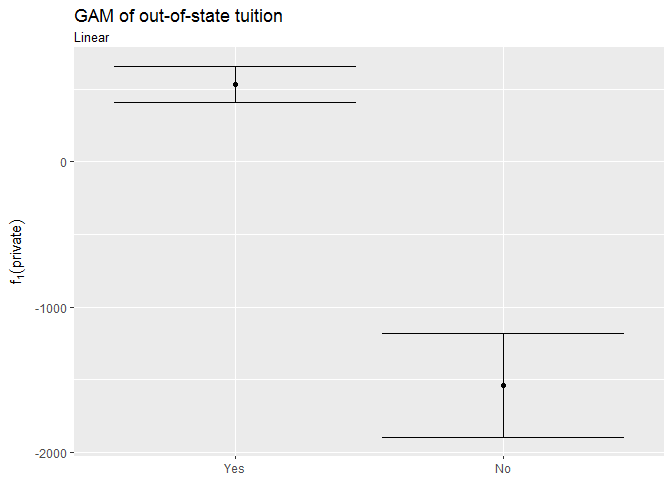 GAM of out-of-state tuition
Linear
f₁(private)
0
-1000
-2000
Yes No